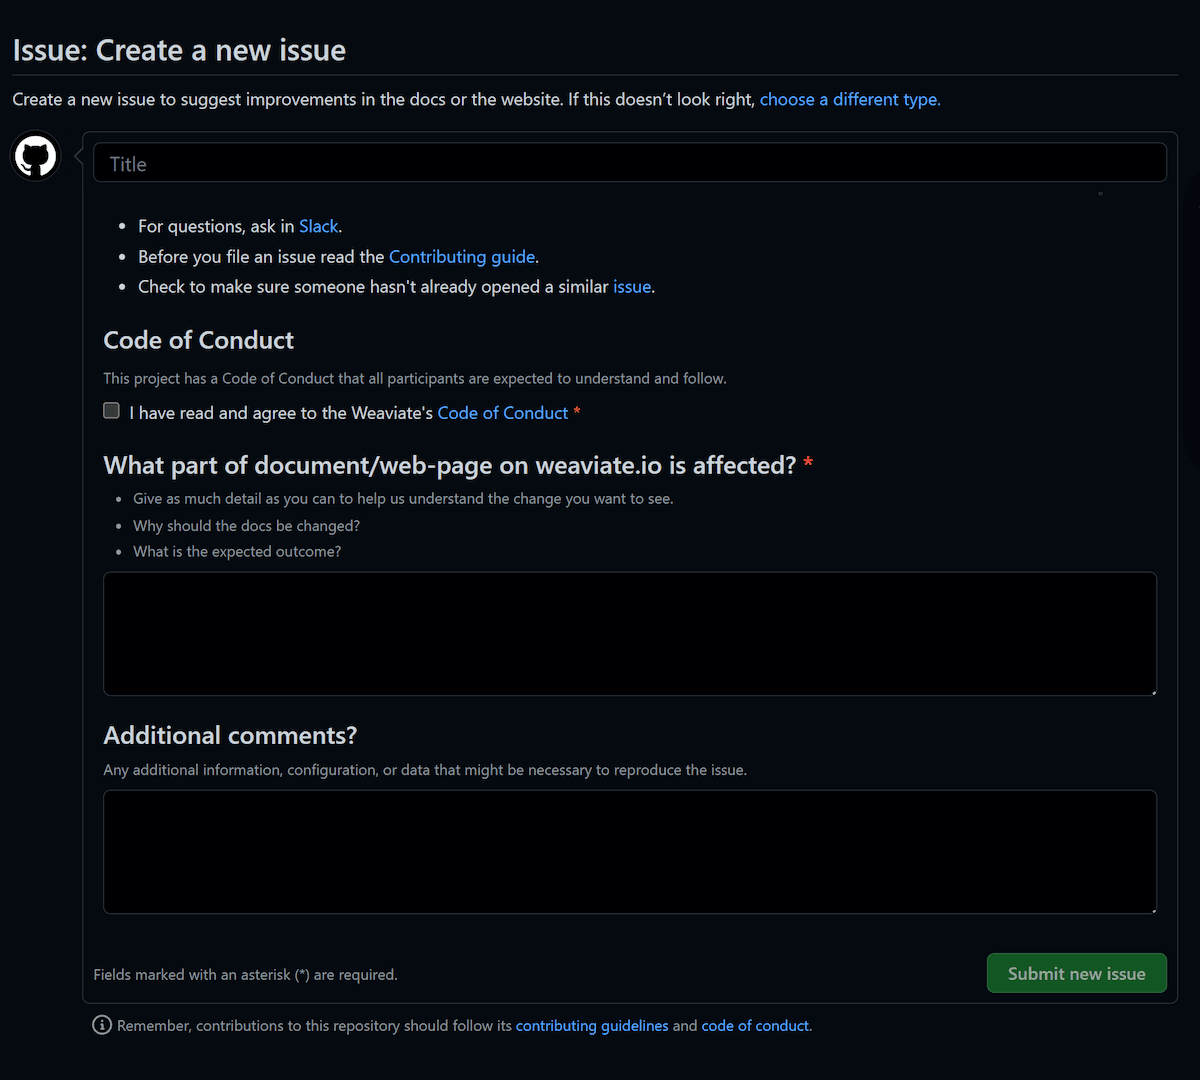 Issue: Create a new issue
Create a new issue to suggest improvements in the docs or the website. If this doesn’t look right, choose a different type.
Title
• For questions, ask in Slack.
• Before you file an issue read the Contributing guide.
• Check to make sure someone hasn't already opened a similar issue.
Code of Conduct
This project has a Code of Conduct that all participants are expected to understand and follow.
I have read and agree to the Weaviate's Code of Conduct *
What part of document/web-page on weaviate.io is affected? *
• Give as much detail as you can to help us understand the change you want to see.
• Why should the docs be changed?
• What is the expected outcome?
Additional comments?
Any additional information, configuration, or data that might be necessary to reproduce the issue.
Fields marked with an asterisk (*) are required.
Submit new issue
Remember, contributions to this repository should follow its contributing guidelines and code of conduct.